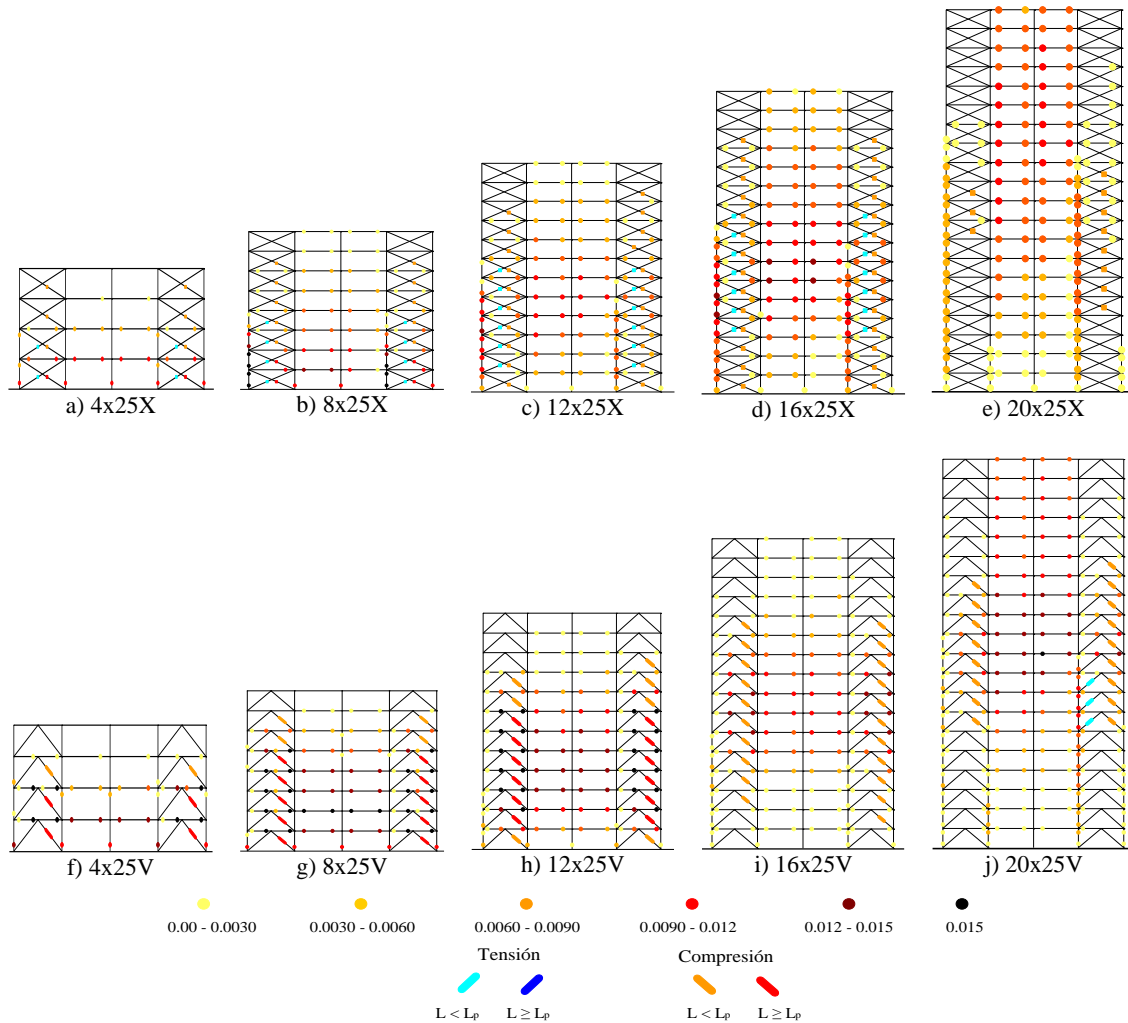 a) 4x25X
b) 8x25X
c) 12x25X
d) 16x25X
e) 20x25X
f) 4x25V
g) 8x25V
h) 12x25V
i) 16x25V
j) 20x25V
0.00 - 0.0030
0.0030 - 0.0060
0.0060 - 0.0090
0.0090 - 0.012
0.012 - 0.015
0.015
Tensión
Compresión
L < Lₚ
L ≥ Lₚ
L < Lₚ
L ≥ Lₚ